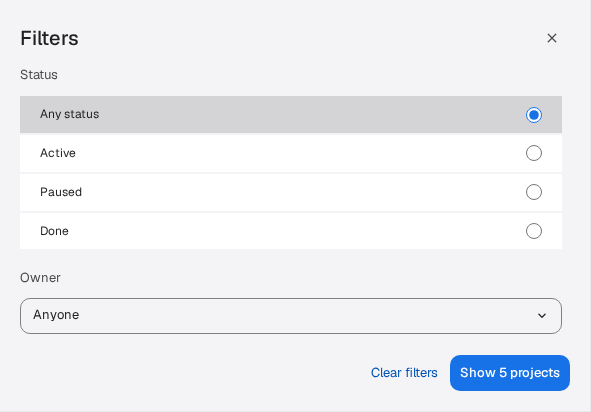 Filters
Status
Any status
Active
Paused
Done
Owner
Anyone
Clear filters
Show 5 projects